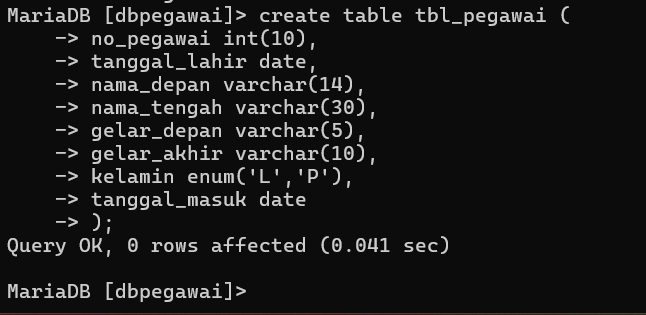 MariaDB [dbpegawai]> create table tbl_pegawai (
    -> no_pegawai int(10),
    -> tanggal_lahir date,
    -> nama_depan varchar(14),
    -> nama_tengah varchar(30),
    -> gelar_depan varchar(5),
    -> gelar_akhir varchar(10),
    -> kelamin enum('L','P'),
    -> tanggal_masuk date
    -> );
Query OK, 0 rows affected (0.041 sec)
MariaDB [dbpegawai]>